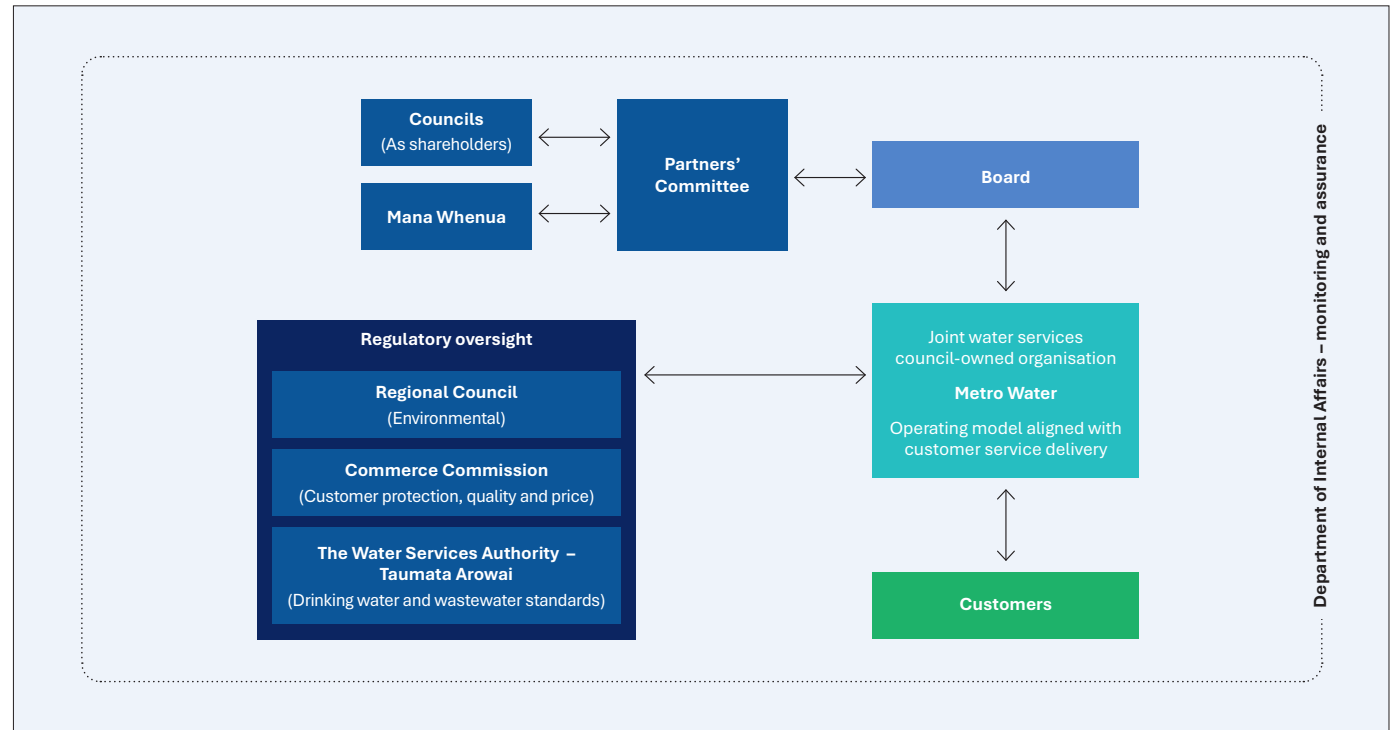 Councils
(As shareholders)
Mana Whenua
Partners’
Committee
Board
Regulatory oversight
Regional Council
(Environmental)
Commerce Commission
(Customer protection, quality and price)
The Water Services Authority –
Taumata Arowai
(Drinking water and wastewater standards)
Joint water services
council-owned organisation
Metro Water
Operating model aligned with
customer service delivery
Customers
Department of Internal Affairs – monitoring and assurance